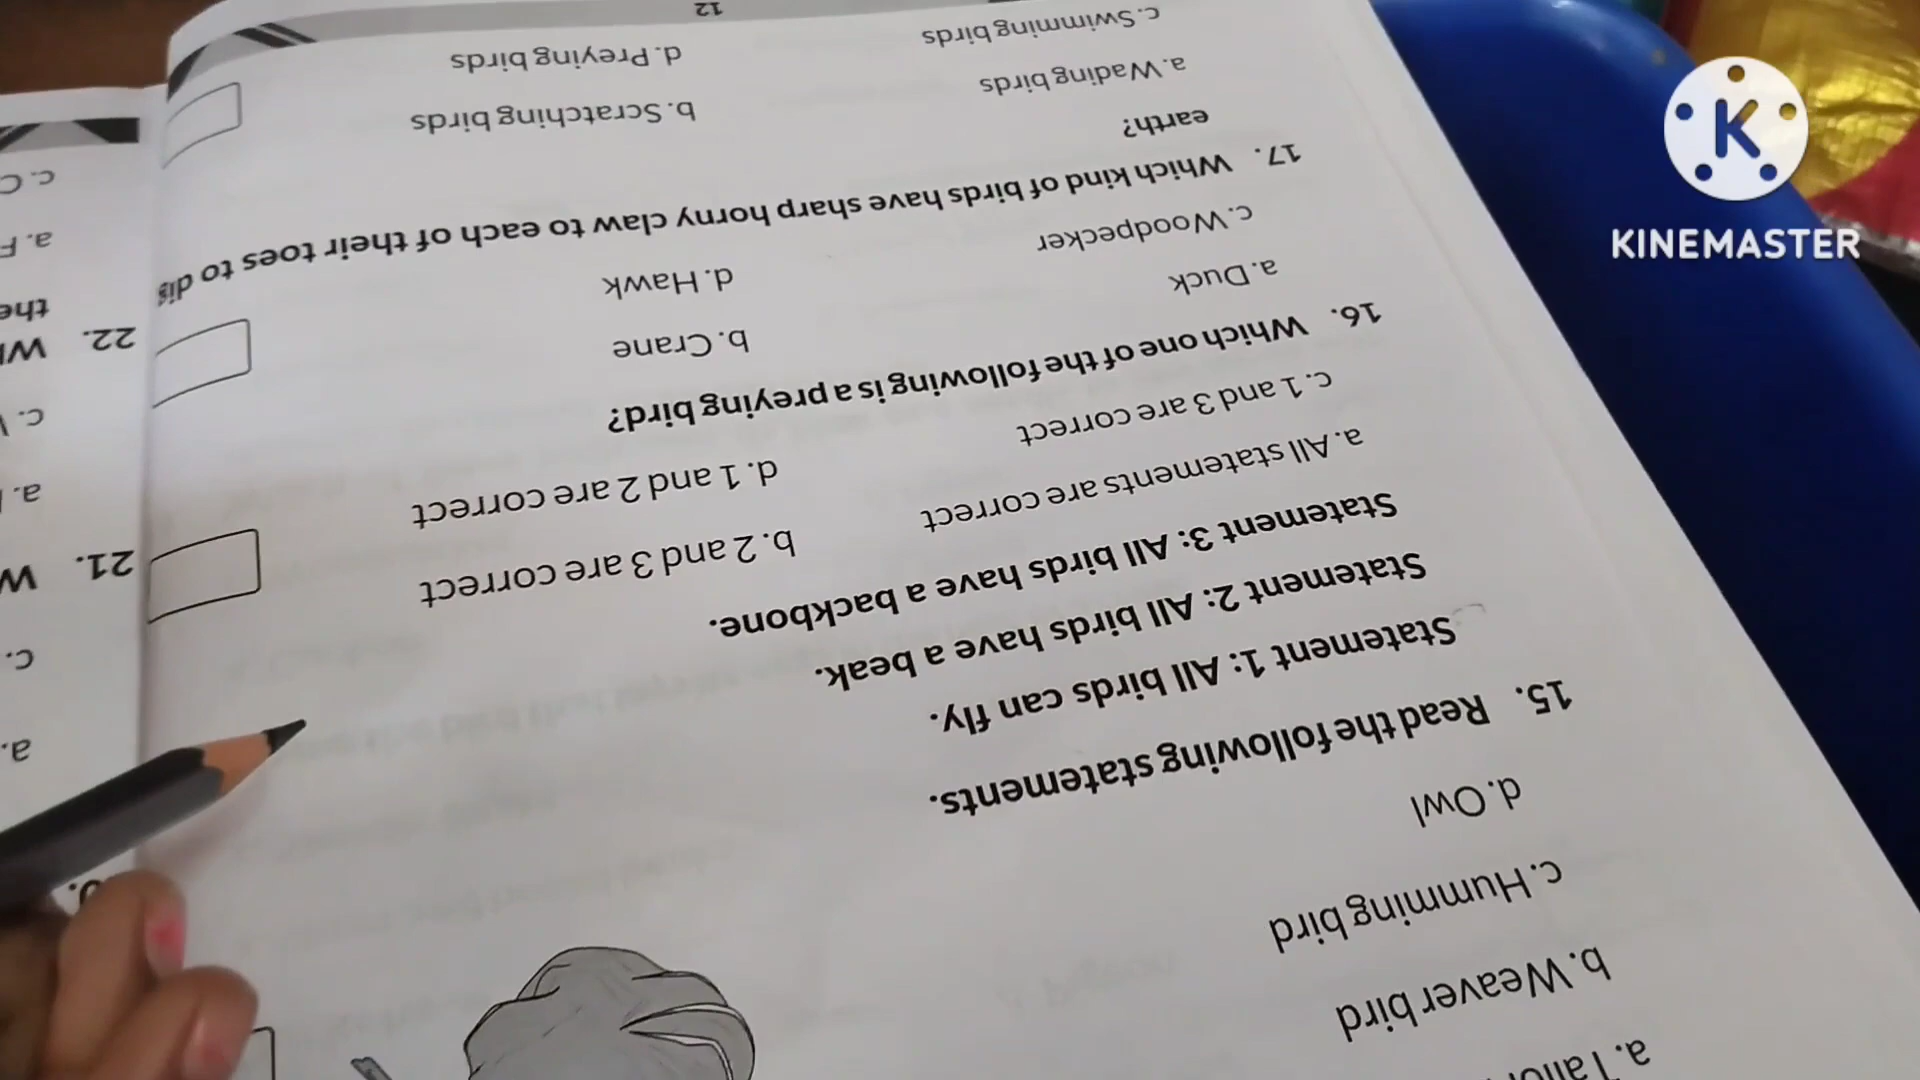 b. Weaver bird
c. Humming bird
d. Owl
15. Read the following statements.
Statement 1: All birds can fly.
Statement 2: All birds have a beak.
Statement 3: All birds have a backbone.
a. All statements are correct
b. 2 and 3 are correct
c. 1 and 3 are correct
d. 1 and 2 are correct
16. Which one of the following is a preying bird?
a. Duck
b. Crane
c. Woodpecker
d. Hawk
17. Which kind of birds have sharp horny claw to each of their toes to
earth?
a. Wading birds
b. Scratching birds
c. Swimming birds
d. Preying birds
12
a.
c.
21.
a.
c.
22.
the
a. F
c. C
KINEMASTER